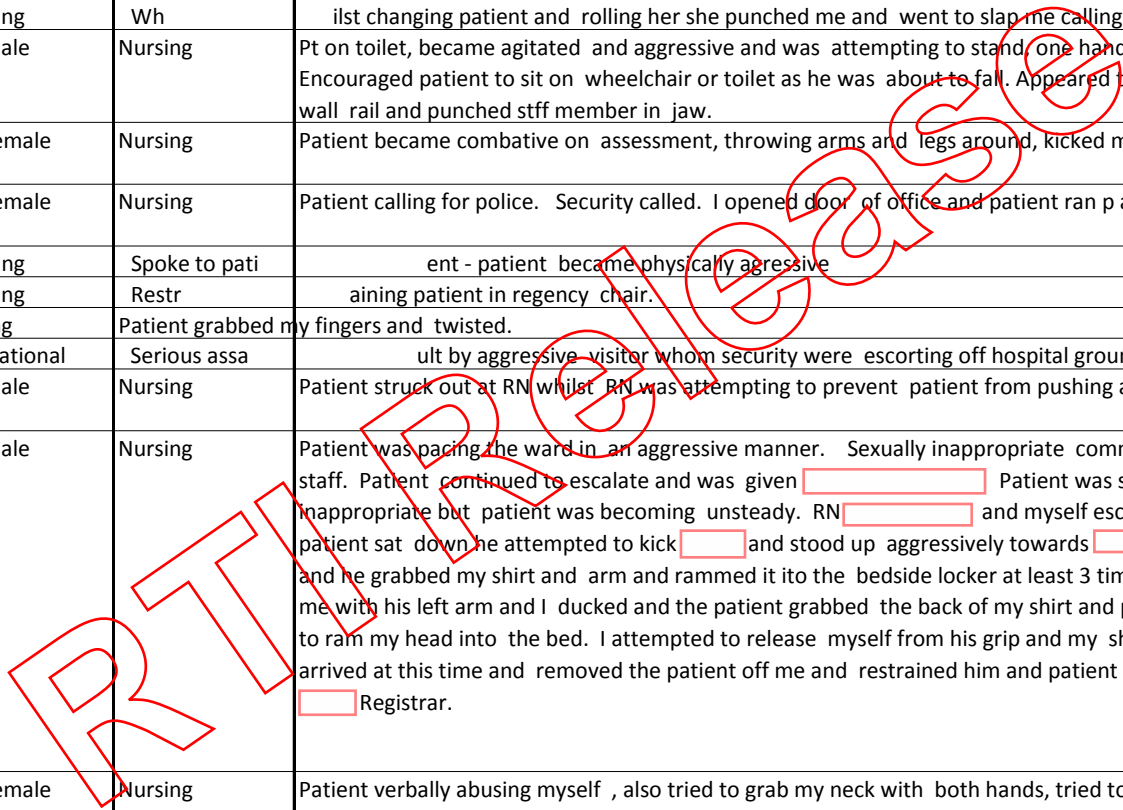 ng Wh ilst changing patient and rolling her she punched me and went to slap me calling
ale Nursing Pt on toilet, became agitated and aggressive and was attempting to stand, one hand
Encouraged patient to sit on wheelchair or toilet as he was about to fall. Appeared
wall rail and punched stff member in jaw.
emale Nursing Patient became combative on assessment, throwing arms and legs around, kicked m
emale Nursing Patient calling for police. Security called. I opened door of office and patient ran p a
ng Spoke to pati ent - patient became physically agressive
ng Restr aining patient in regency chair.
g Patient grabbed my fingers and twisted.
ational Serious assa ult by aggressive visitor whom security were escorting off hospital groun
ale Nursing Patient struck out at RN whilst RN was attempting to prevent patient from pushing a
ale Nursing Patient was pacing the ward in an aggressive manner. Sexually inappropriate comm
staff. Patient continued to escalate and was given Patient was s
inappropriate but patient was becoming unsteady. RN and myself esc
patient sat down he attempted to kick and stood up aggressively towards
and he grabbed my shirt and arm and rammed it ito the bedside locker at least 3 tim
me with his left arm and I ducked and the patient grabbed the back of my shirt and p
to ram my head into the bed. I attempted to release myself from his grip and my sh
arrived at this time and removed the patient off me and restrained him and patient
Registrar.
emale Nursing Patient verbally abusing myself , also tried to grab my neck with both hands, tried to
RTI Release